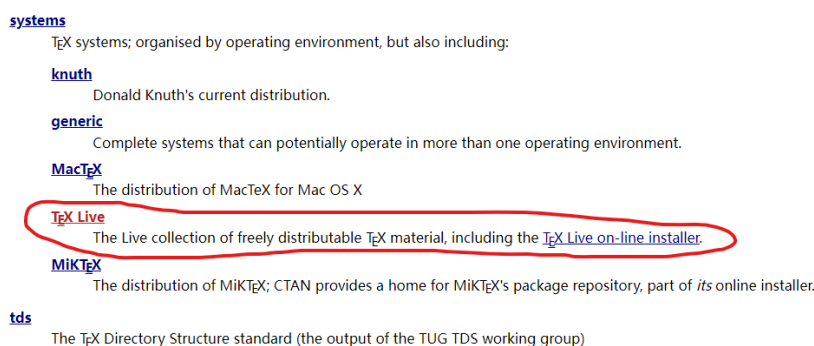 systems
TEX systems; organised by operating environment, but also including:
knuth
Donald Knuth's current distribution.
generic
Complete systems that can potentially operate in more than one operating environment.
MacTEX
The distribution of MacTeX for Mac OS X
TEX Live
The Live collection of freely distributable TEX material, including the TEX Live on-line installer.
MiKTEX
The distribution of MiKTEX; CTAN provides a home for MiKTEX's package repository, part of its online installer.
tds
The TEX Directory Structure standard (the output of the TUG TDS working group)